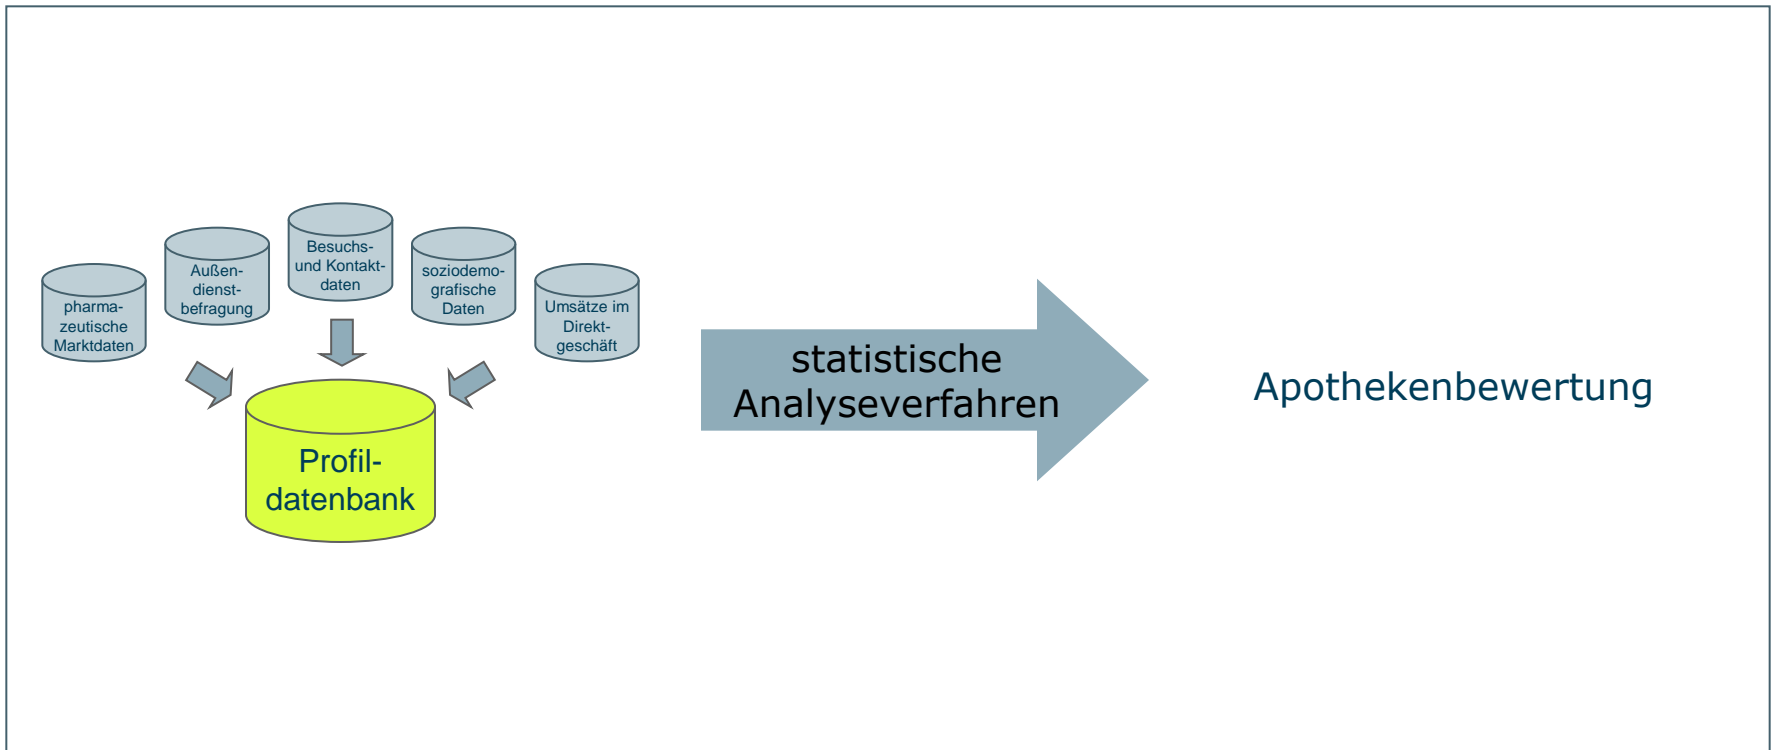 pharma-
zeutische
Marktdaten
Außen-
dienst-
befragung
Besuchs-
und Kontakt-
daten
soziodemo-
grafische
Daten
Umsätze im
Direkt-
geschäft
Profil-
datenbank
statistische
Analyseverfahren
Apothekenbewertung